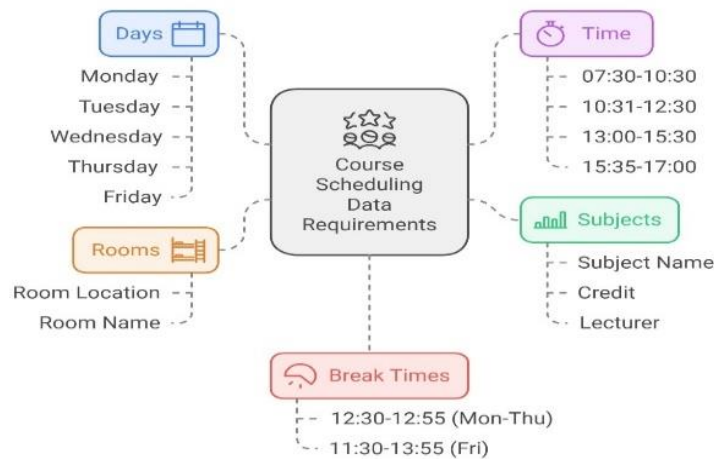 Days
Monday
Tuesday
Wednesday
Thursday
Friday
Rooms
Room Location
Room Name
Course
Scheduling
Data
Requirements
Time
07:30-10:30
10:31-12:30
13:00-15:30
15:35-17:00
Subjects
Subject Name
Credit
Lecturer
Break Times
12:30-12:55 (Mon-Thu)
11:30-13:55 (Fri)